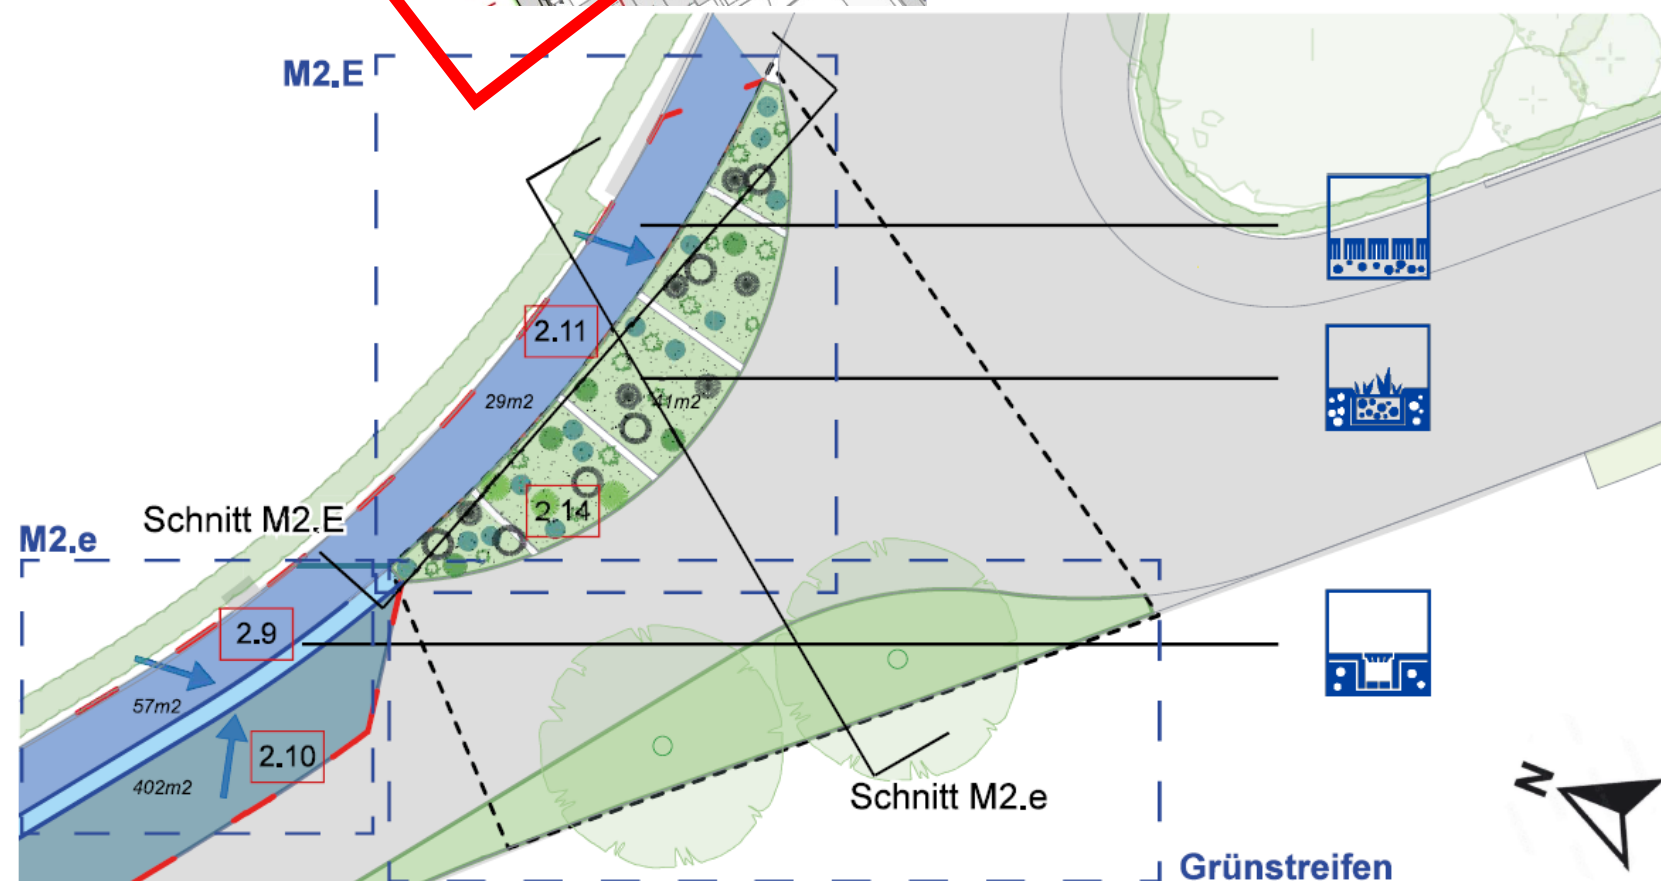 M2.E
2.11
29m2
41m2
2.14
Schnitt M2.E
M2.e
2.9
57m2
2.10
402m2
Schnitt M2.e
N
Grünstreifen